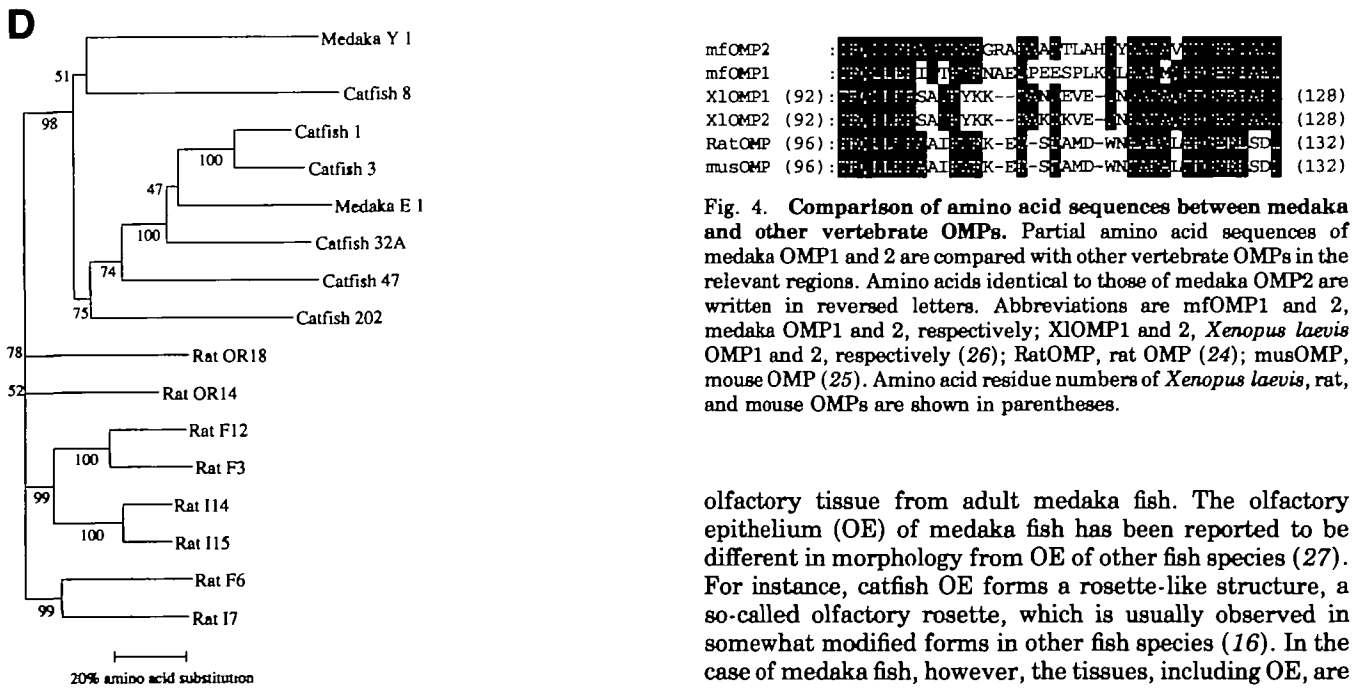 D
Medaka Y 1
51
Catfish 8
98
Catfish 1
100
Catfish 3
47
Medaka E 1
100
Catfish 32A
74
Catfish 47
75
Catfish 202
78
Rat OR18
52
Rat OR14
Rat F12
100
Rat F3
99
Rat I14
100
Rat I15
Rat F6
99
Rat I7
20% amino acid substitution
mfOMP2 :
mfOMP1 :
XlOMP1 (92): (128)
XlOMP2 (92): (128)
RatOMP (96): (132)
musOMP (96): (132)
Fig. 4. Comparison of amino acid sequences between medaka
and other vertebrate OMPs. Partial amino acid sequences of
medaka OMP1 and 2 are compared with other vertebrate OMPs in the
relevant regions. Amino acids identical to those of medaka OMP2 are
written in reversed letters. Abbreviations are mfOMP1 and 2,
medaka OMP1 and 2, respectively; XlOMP1 and 2, Xenopus laevis
OMP1 and 2, respectively (26); RatOMP, rat OMP (24); musOMP,
mouse OMP (25). Amino acid residue numbers of Xenopus laevis, rat,
and mouse OMPs are shown in parentheses.
olfactory tissue from adult medaka fish. The olfactory
epithelium (OE) of medaka fish has been reported to be
different in morphology from OE of other fish species (27).
For instance, catfish OE forms a rosette-like structure, a
so-called olfactory rosette, which is usually observed in
somewhat modified forms in other fish species (16). In the
case of medaka fish, however, the tissues, including OE, are